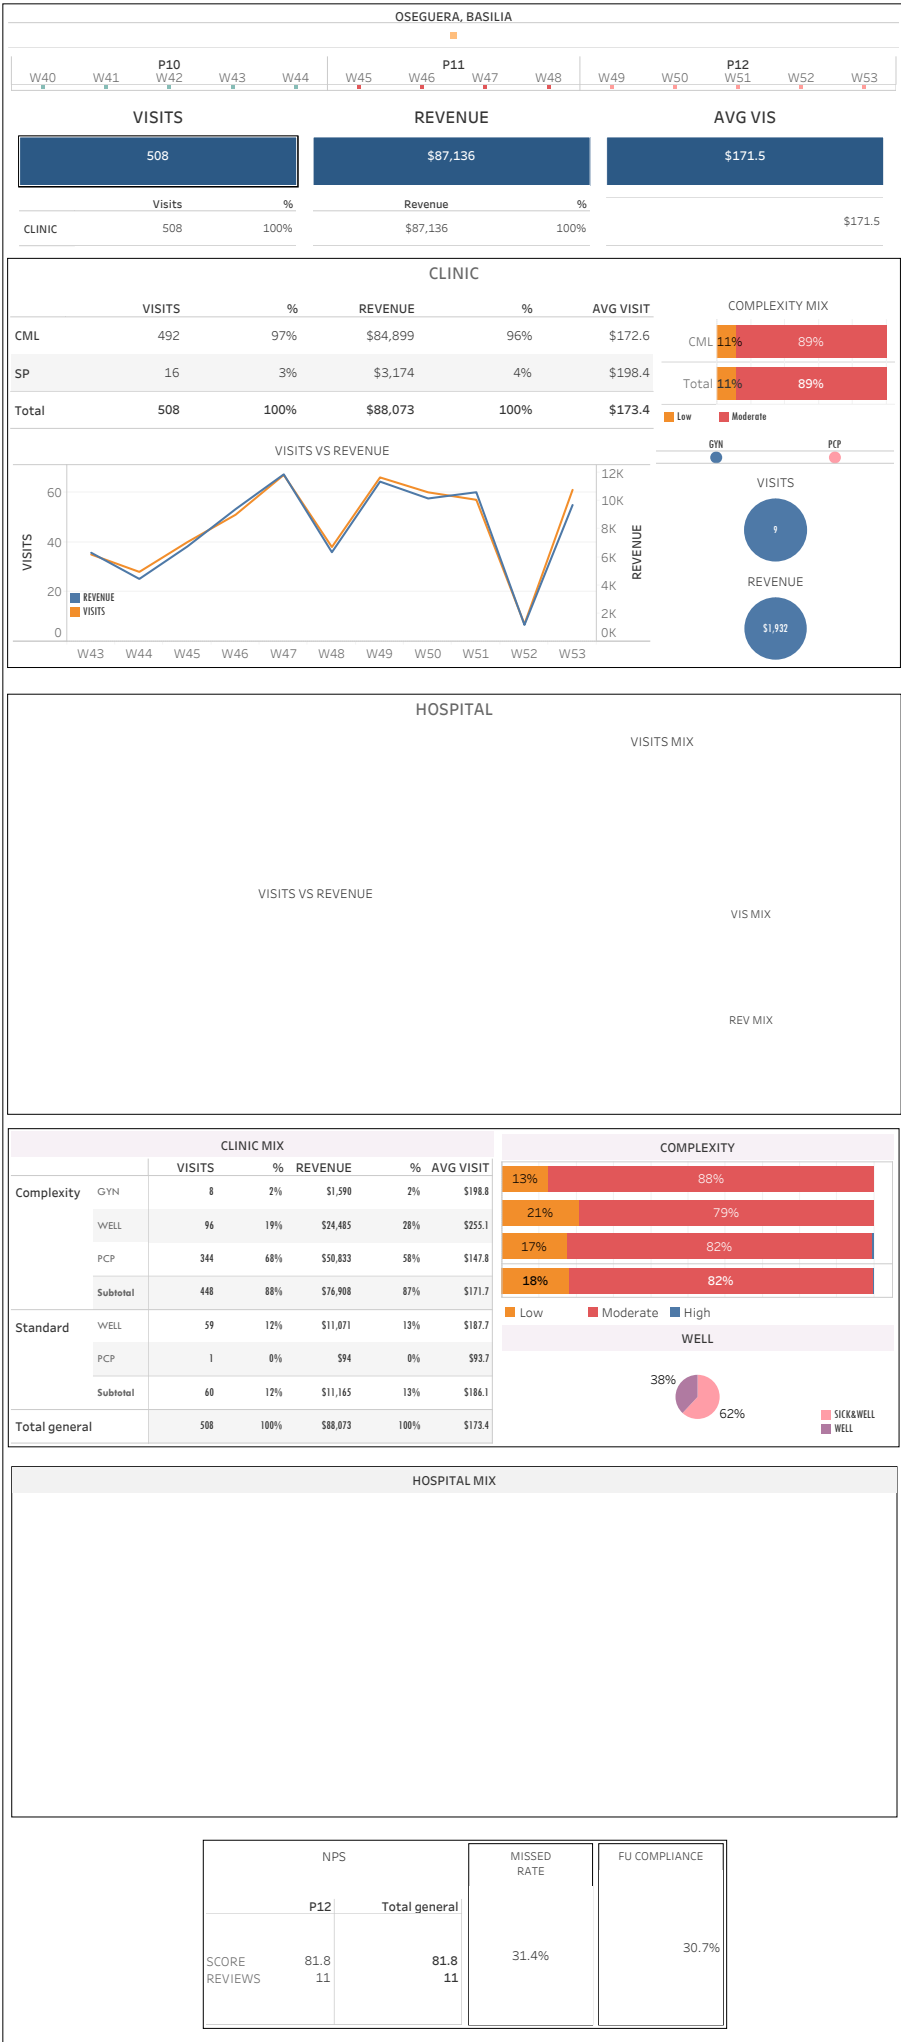 OSEGUERA, BASILIA
P10 P11 P12
W40 W41 W42 W43 W44 W45 W46 W47 W48 W49 W50 W51 W52 W53
VISITS REVENUE AVG VIS
508 $87,136 $171.5
Visits % Revenue %
CLINIC 508 100% $87,136 100% $171.5
CLINIC
VISITS % REVENUE % AVG VISIT
CML 492 97% $84,899 96% $172.6
SP 16 3% $3,174 4% $198.4
Total 508 100% $88,073 100% $173.4
COMPLEXITY MIX
CML 11% 89%
Total 11% 89%
Low Moderate
GYN PCP
VISITS
9
REVENUE
$1,932
VISITS VS REVENUE
VISITS
60
40
20
0
REVENUE
VISITS
12K
10K
8K
6K
4K
2K
0K
REVENUE
W43 W44 W45 W46 W47 W48 W49 W50 W51 W52 W53
HOSPITAL
VISITS MIX
VISITS VS REVENUE
VIS MIX
REV MIX
CLINIC MIX
VISITS % REVENUE % AVG VISIT
Complexity GYN 8 2% $1,590 2% $198.8
WELL 96 19% $24,485 28% $255.1
PCP 344 68% $50,833 58% $147.8
Subtotal 448 88% $76,908 87% $171.7
Standard WELL 59 12% $11,071 13% $187.7
PCP 1 0% $94 0% $93.7
Subtotal 60 12% $11,165 13% $186.1
Total general 508 100% $88,073 100% $173.4
COMPLEXITY
13% 88%
21% 79%
17% 82%
18% 82%
Low Moderate High
WELL
38%
62%
SICK&WELL
WELL
HOSPITAL MIX
NPS
P12 Total general
SCORE 81.8 81.8
REVIEWS 11 11
MISSED
RATE
31.4%
FU COMPLIANCE
30.7%